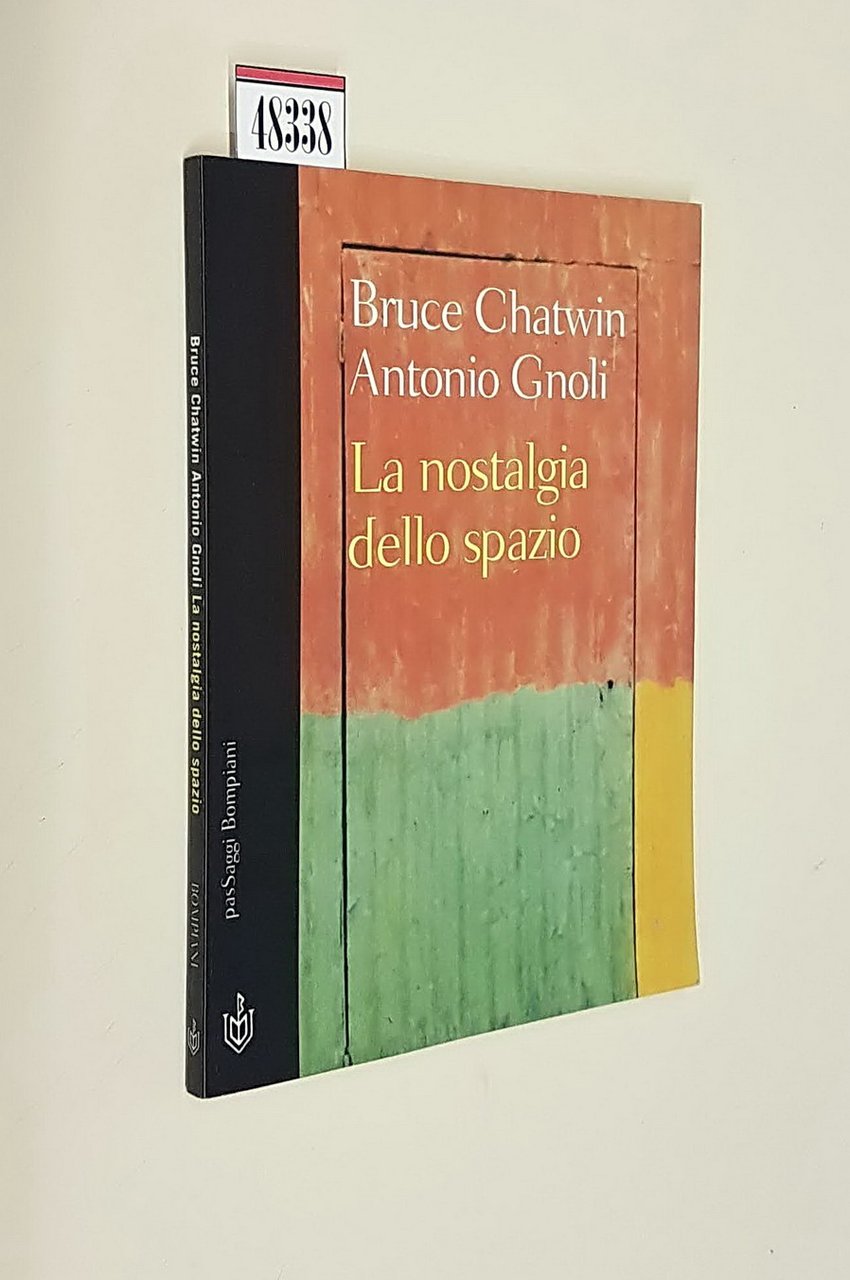 48338
Bruce Chatwin
Antonio Gnoli
La nostalgia
dello spazio
pasSaggi Bompiani
Bruce Chatwin Antonio Gnoli La nostalgia dello spazio
BOMPIANI